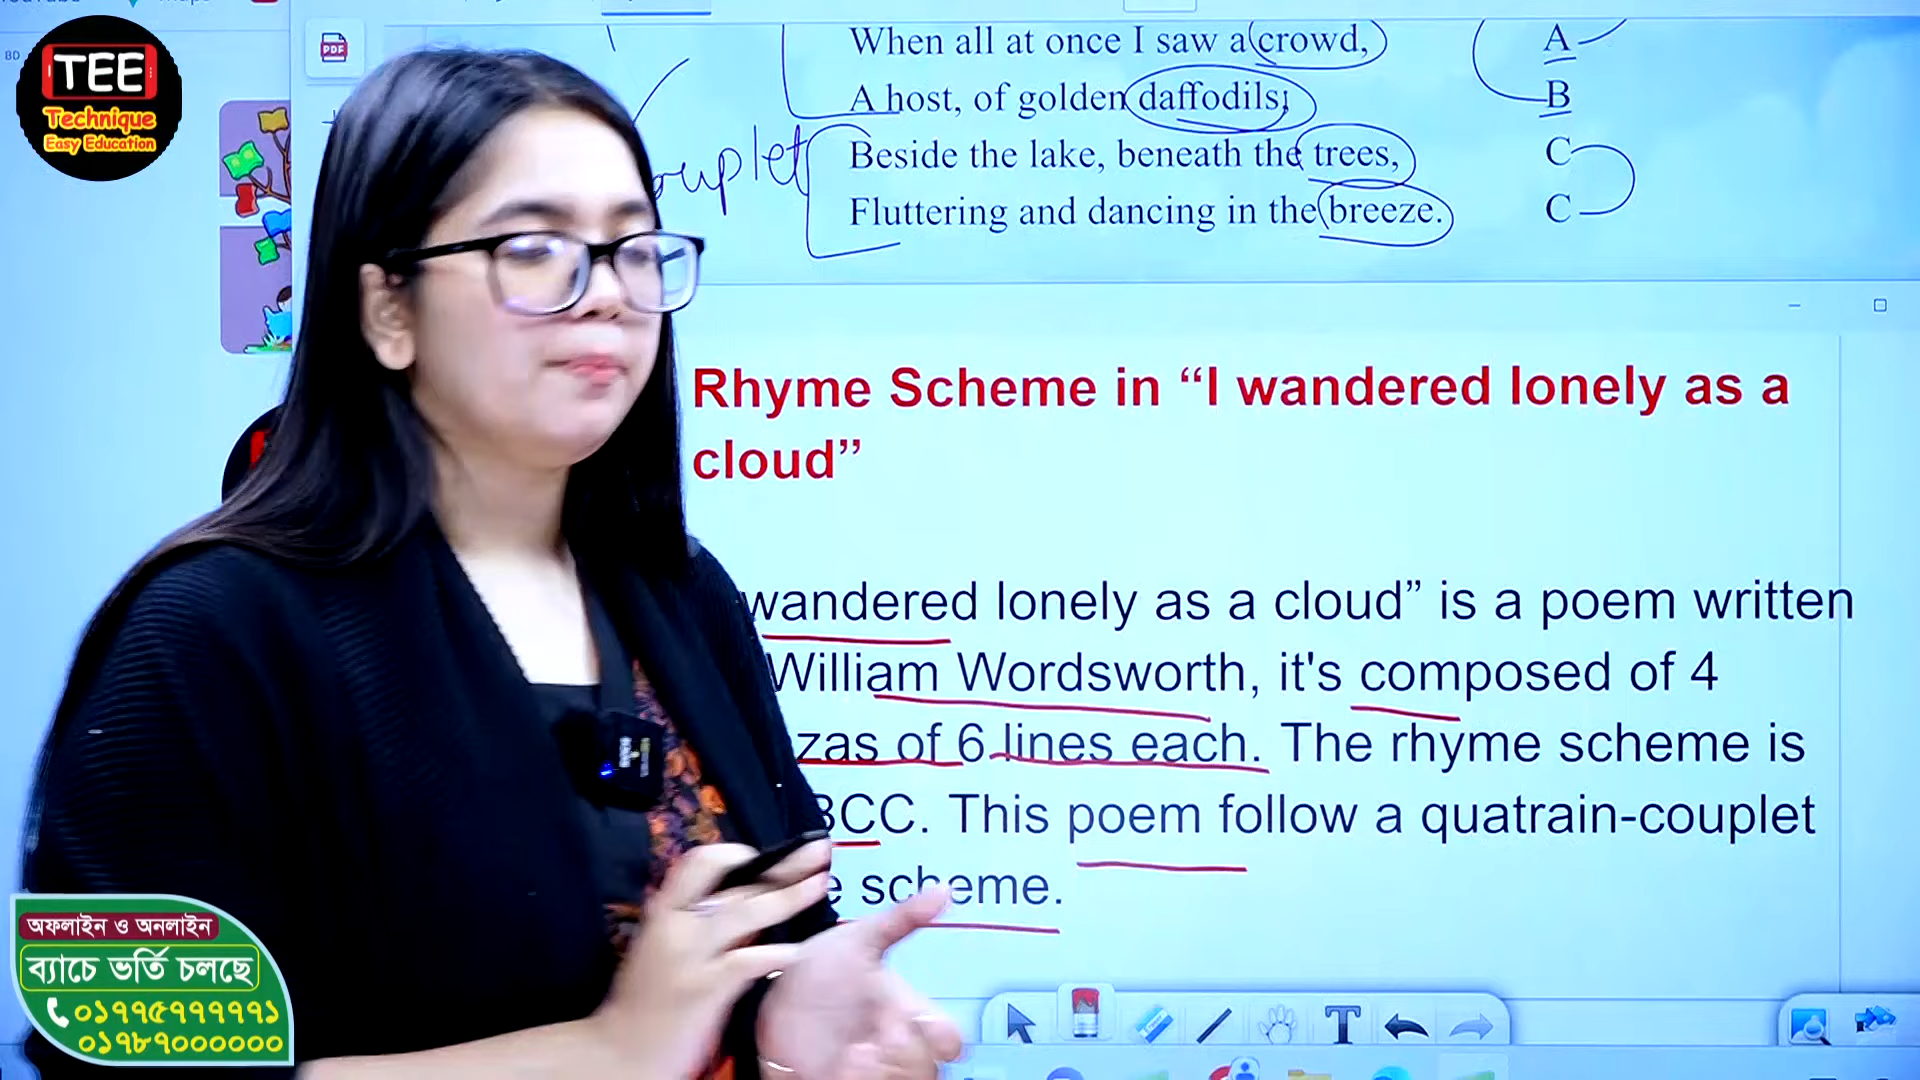 TEE
Technique
Easy Education
BD
PDF
When all at once I saw a crowd, A
A host, of golden daffodils; B
Beside the lake, beneath the trees, C
Fluttering and dancing in the breeze. C
Rhyme Scheme in “I wandered lonely as a
cloud”
wandered lonely as a cloud” is a poem written
William Wordsworth, it's composed of 4
zas of 6 lines each. The rhyme scheme is
BCC. This poem follow a quatrain-couplet
scheme.
অফলাইন ও অনলাইন
ব্যাচে ভর্তি চলছে
০১৭৭৫৭৭৭৭৭১
০১৭৮৭০০০০০০
T